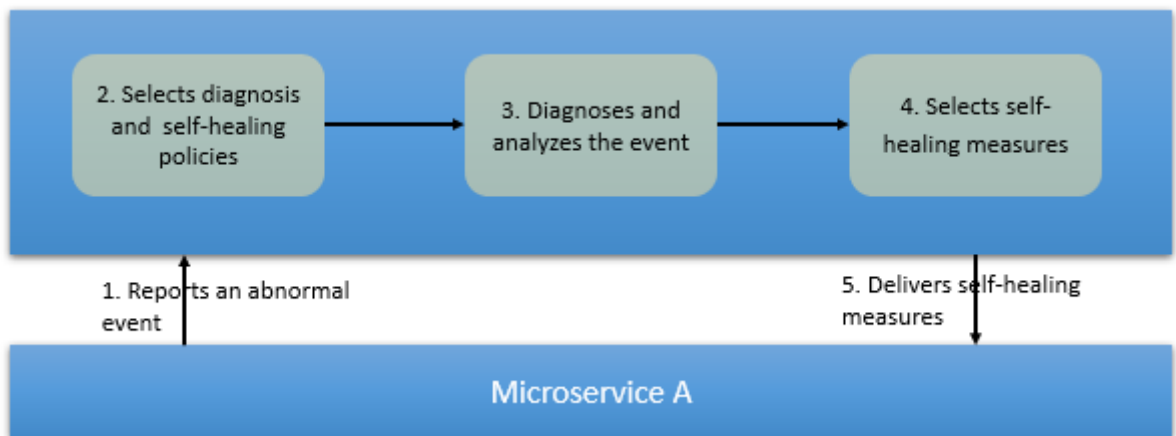 2. Selects diagnosis
and self-healing
policies
3. Diagnoses and
analyzes the event
4. Selects self-
healing measures
1. Reports an abnormal
event
5. Delivers self-healing
measures
Microservice A